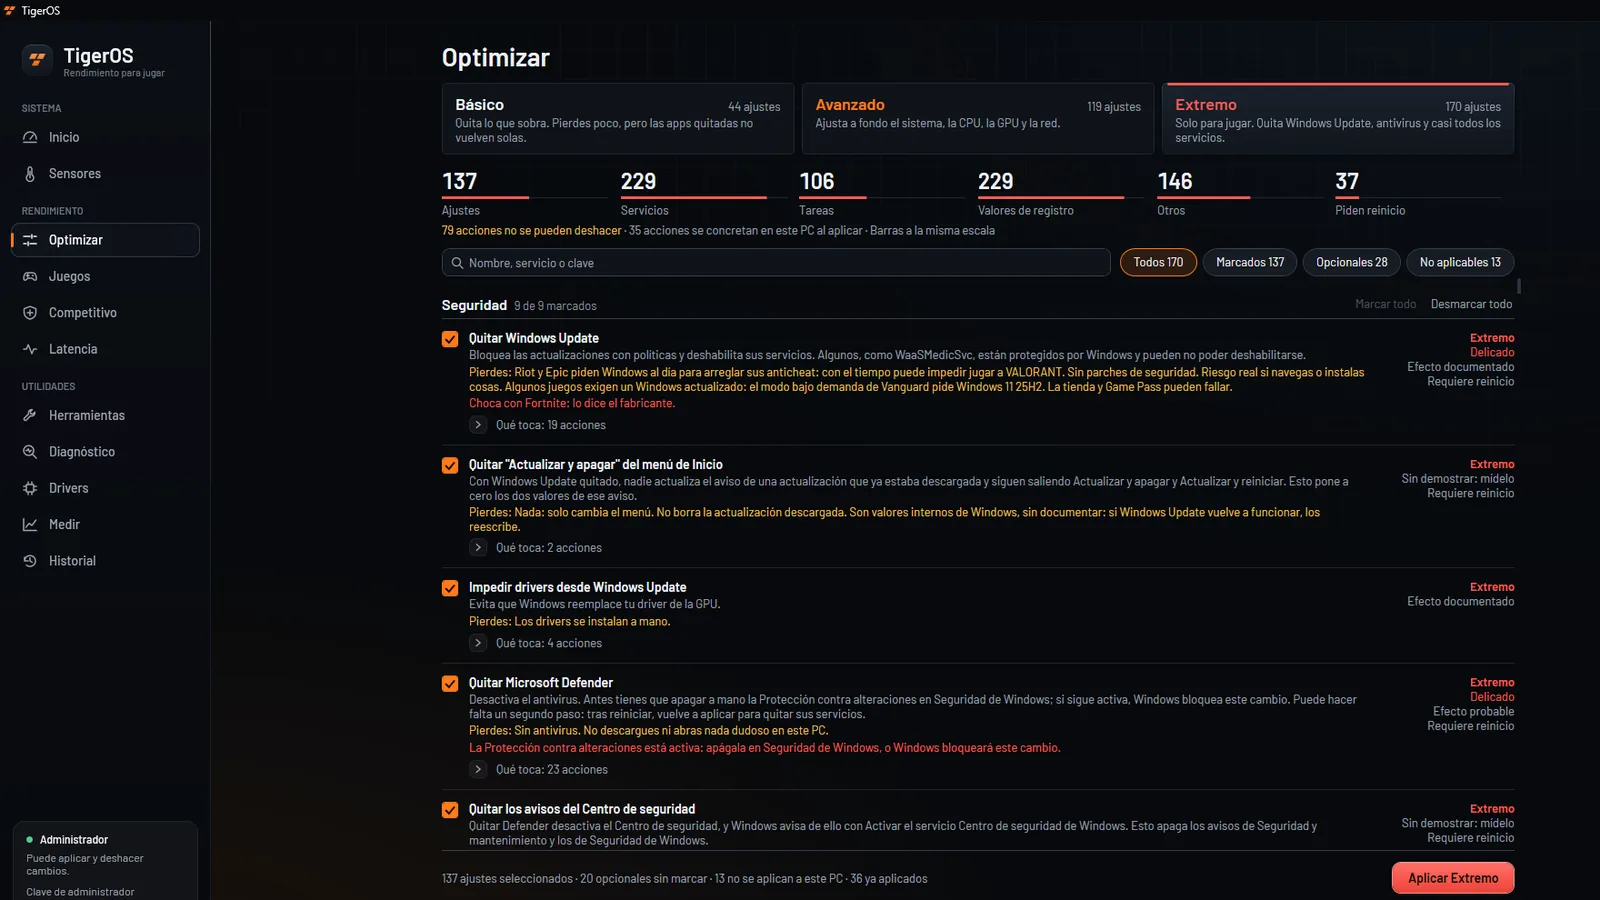 TigerOS
TigerOS
Rendimiento para jugar
SISTEMA
Inicio
Sensores
RENDIMIENTO
Optimizar
Juegos
Competitivo
Latencia
UTILIDADES
Herramientas
Diagnóstico
Drivers
Medir
Historial
Administrador
Puede aplicar y deshacer
cambios.
Clave de administrador
Optimizar
Básico
44 ajustes
Quita lo que sobra. Pierdes poco, pero las apps quitadas no
vuelven solas.
Avanzado
119 ajustes
Ajusta a fondo el sistema, la CPU, la GPU y la red.
Extremo
170 ajustes
Solo para jugar. Quita Windows Update, antivirus y casi todos los
servicios.
137
Ajustes
229
Servicios
106
Tareas
229
Valores de registro
146
Otros
37
Piden reinicio
79 acciones no se pueden deshacer · 35 acciones se concretan en este PC al aplicar · Barras a la misma escala
Nombre, servicio o clave
Todos 170
Marcados 137
Opcionales 28
No aplicables 13
Seguridad 9 de 9 marcados
Marcar todo
Desmarcar todo
Quitar Windows Update
Bloquea las actualizaciones con políticas y deshabilita sus servicios. Algunos, como WaaSMedicSvc, están protegidos por Windows y pueden no poder deshabilitarse.
Pierdes: Riot y Epic piden Windows al día para arreglar sus anticheat: con el tiempo puede impedir jugar a VALORANT. Sin parches de seguridad. Riesgo real si navegas o instalas
cosas. Algunos juegos exigen un Windows actualizado: el modo bajo demanda de Vanguard pide Windows 11 25H2. La tienda y Game Pass pueden fallar.
Choca con Fortnite: lo dice el fabricante.
Qué toca: 19 acciones
Extremo
Delicado
Efecto documentado
Requiere reinicio
Quitar "Actualizar y apagar" del menú de Inicio
Con Windows Update quitado, nadie actualiza el aviso de una actualización que ya estaba descargada y siguen saliendo Actualizar y apagar y Actualizar y reiniciar. Esto pone a
cero los dos valores de ese aviso.
Pierdes: Nada: solo cambia el menú. No borra la actualización descargada. Son valores internos de Windows, sin documentar: si Windows Update vuelve a funcionar, los
reescribe.
Qué toca: 2 acciones
Extremo
Sin demostrar: mídelo
Requiere reinicio
Impedir drivers desde Windows Update
Evita que Windows reemplace tu driver de la GPU.
Pierdes: Los drivers se instalan a mano.
Qué toca: 4 acciones
Extremo
Efecto documentado
Quitar Microsoft Defender
Desactiva el antivirus. Antes tienes que apagar a mano la Protección contra alteraciones en Seguridad de Windows; si sigue activa, Windows bloquea este cambio. Puede hacer
falta un segundo paso: tras reiniciar, vuelve a aplicar para quitar sus servicios.
Pierdes: Sin antivirus. No descargues ni abras nada dudoso en este PC.
La Protección contra alteraciones está activa: apágala en Seguridad de Windows, o Windows bloqueará este cambio.
Qué toca: 23 acciones
Extremo
Delicado
Efecto probable
Requiere reinicio
Quitar los avisos del Centro de seguridad
Quitar Defender desactiva el Centro de seguridad, y Windows avisa de ello con Activar el servicio Centro de seguridad de Windows. Esto apaga los avisos de Seguridad y
mantenimiento y los de Seguridad de Windows.
Extremo
Sin demostrar: mídelo
Requiere reinicio
137 ajustes seleccionados · 20 opcionales sin marcar · 13 no se aplican a este PC · 36 ya aplicados
Aplicar Extremo